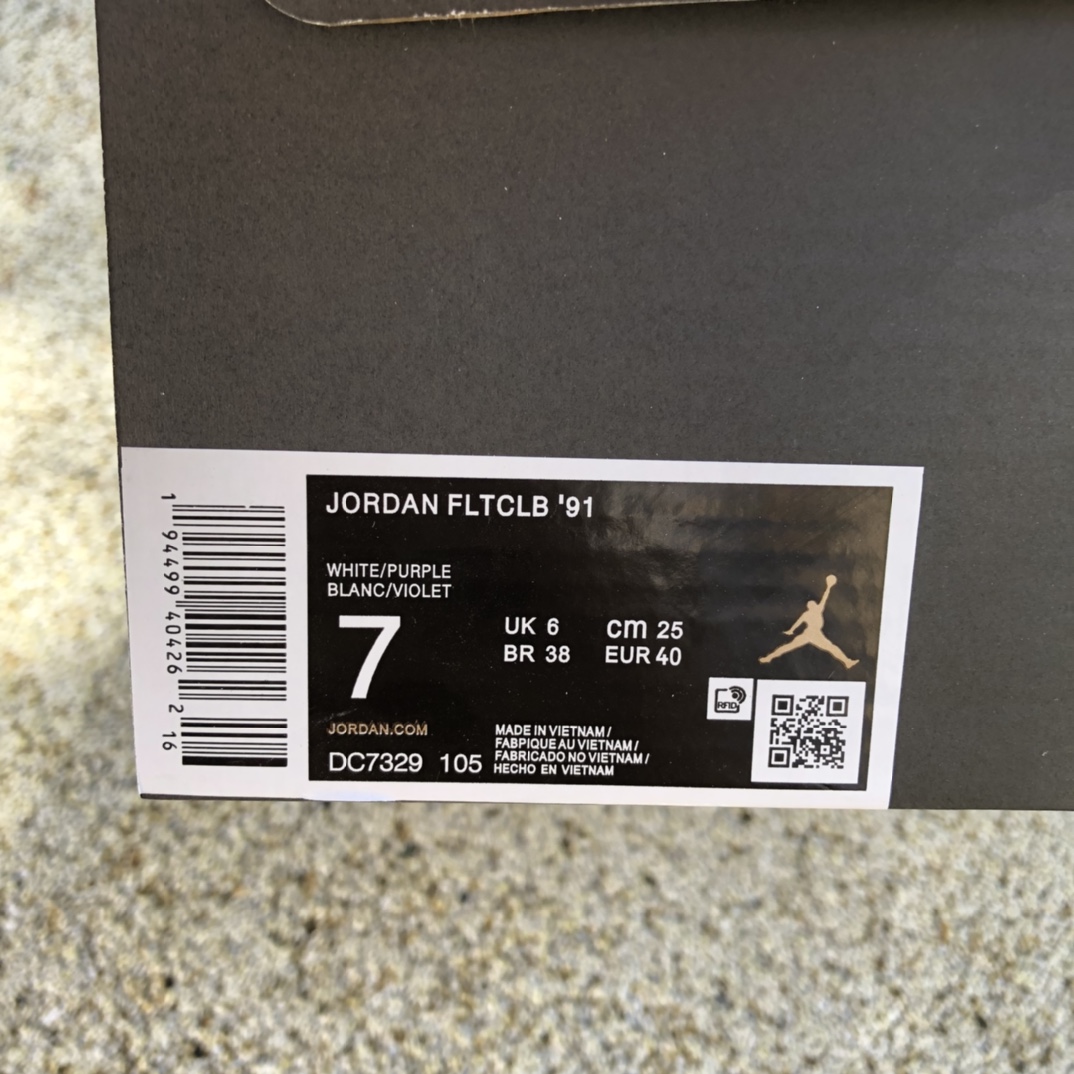 JORDAN FLTCLB '91
WHITE/PURPLE
BLANC/VIOLET
7
UK 6
cm 25
BR 38
EUR 40
RFID
JORDAN.COM
DC7329 105
MADE IN VIETNAM /
FABRIQUE AU VIETNAM /
FABRICADO NO VIETNAM /
HECHO EN VIETNAM
1 94499 40426 2 16